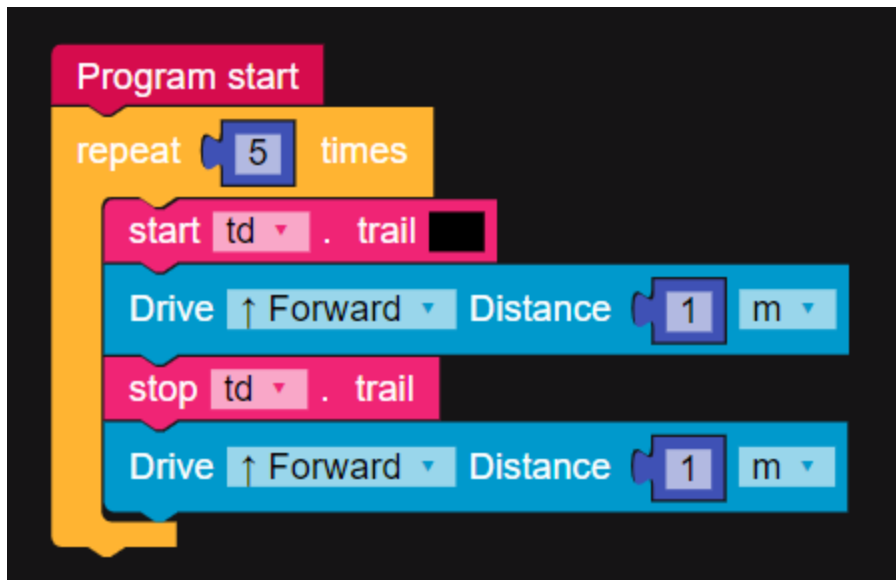 Program start
repeat 5 times
start td . trail
Drive ↑ Forward Distance 1 m
stop td . trail
Drive ↑ Forward Distance 1 m